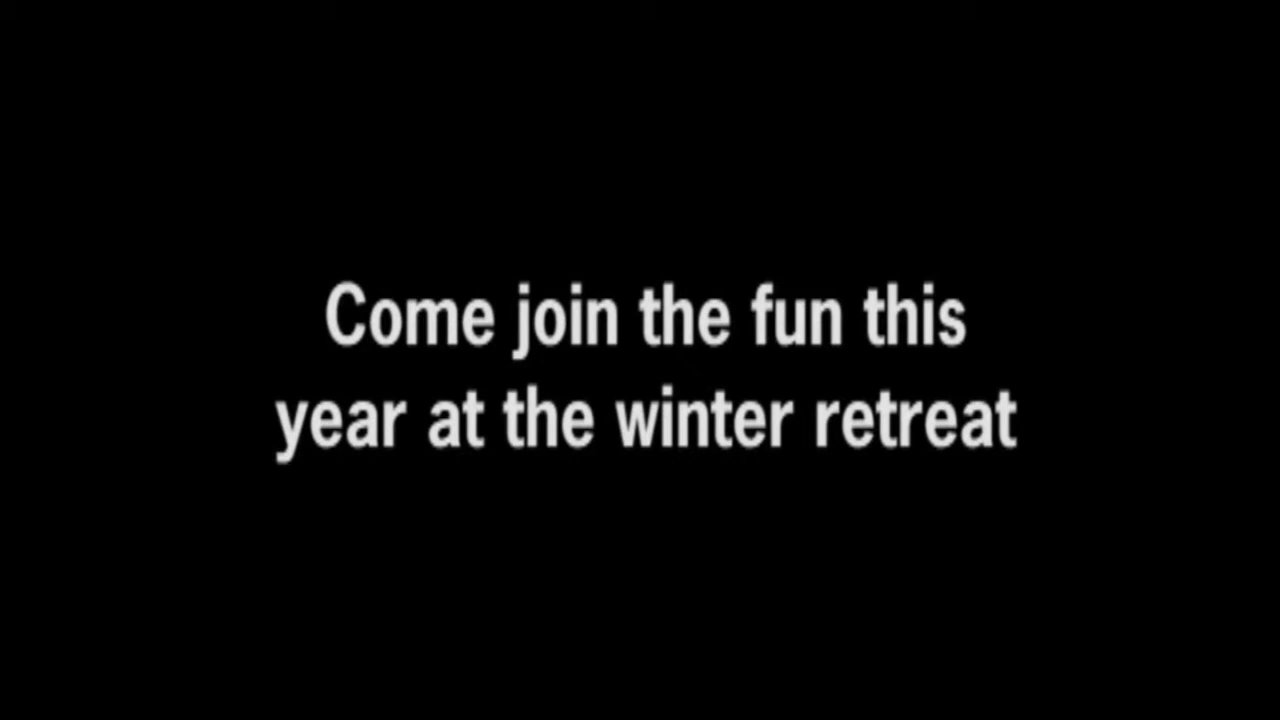 Come join the fun this
year at the winter retreat